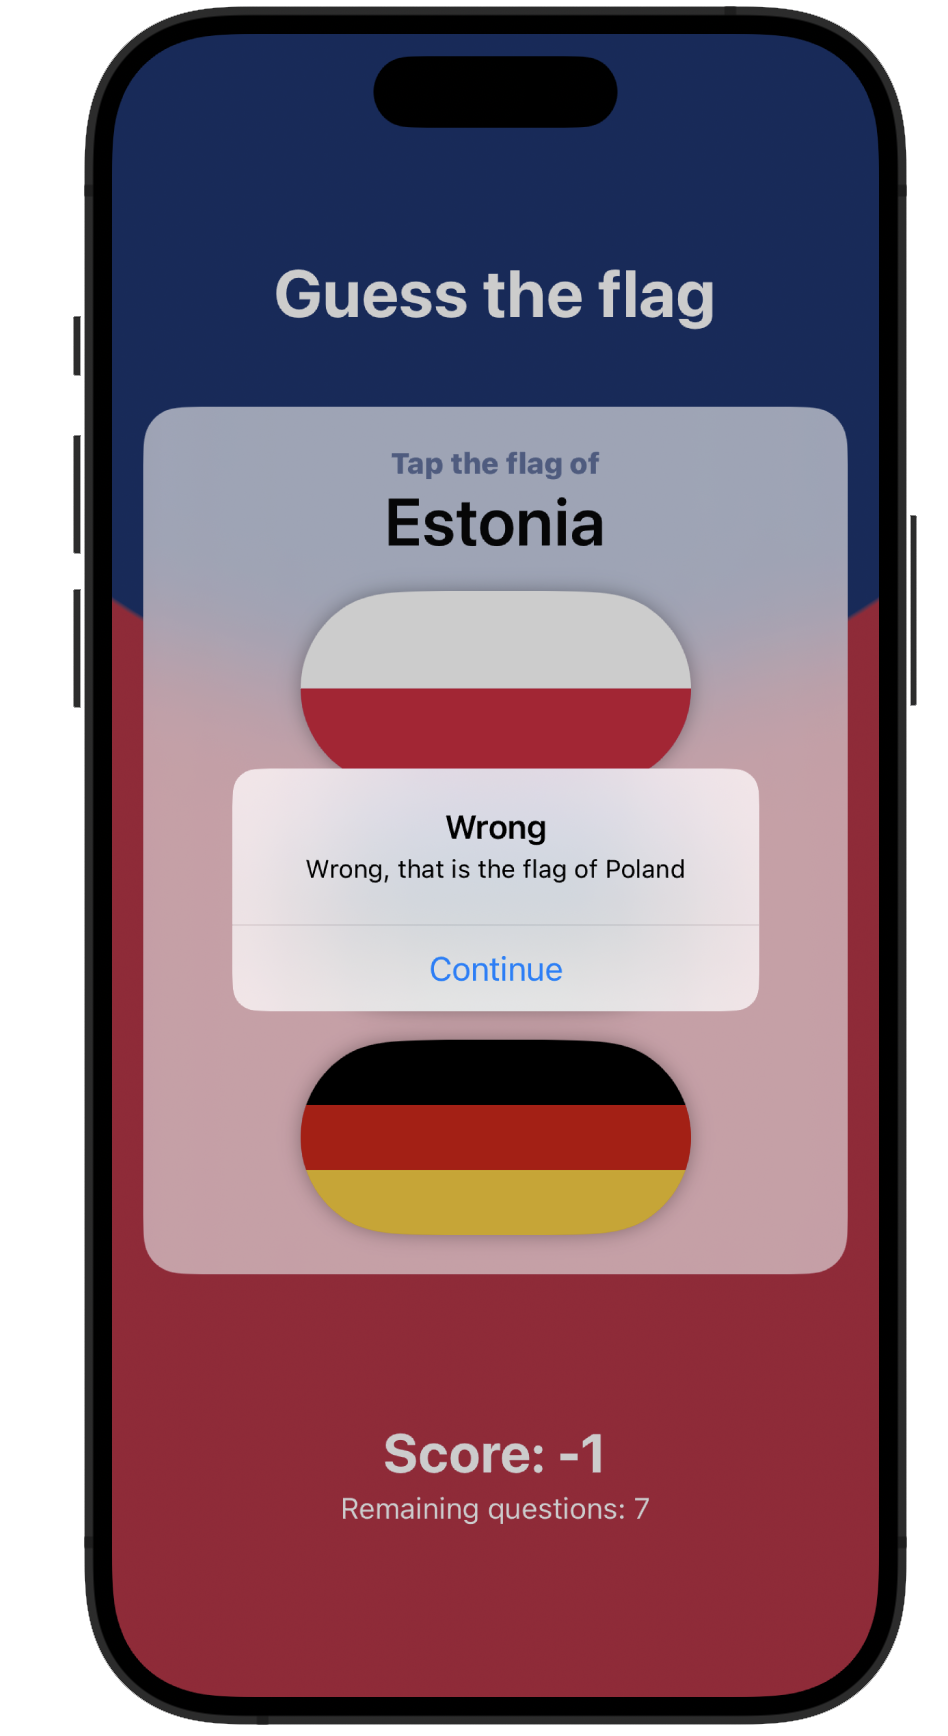 Guess the flag
Tap the flag of
Estonia
Wrong
Wrong, that is the flag of Poland
Continue
Score: -1
Remaining questions: 7